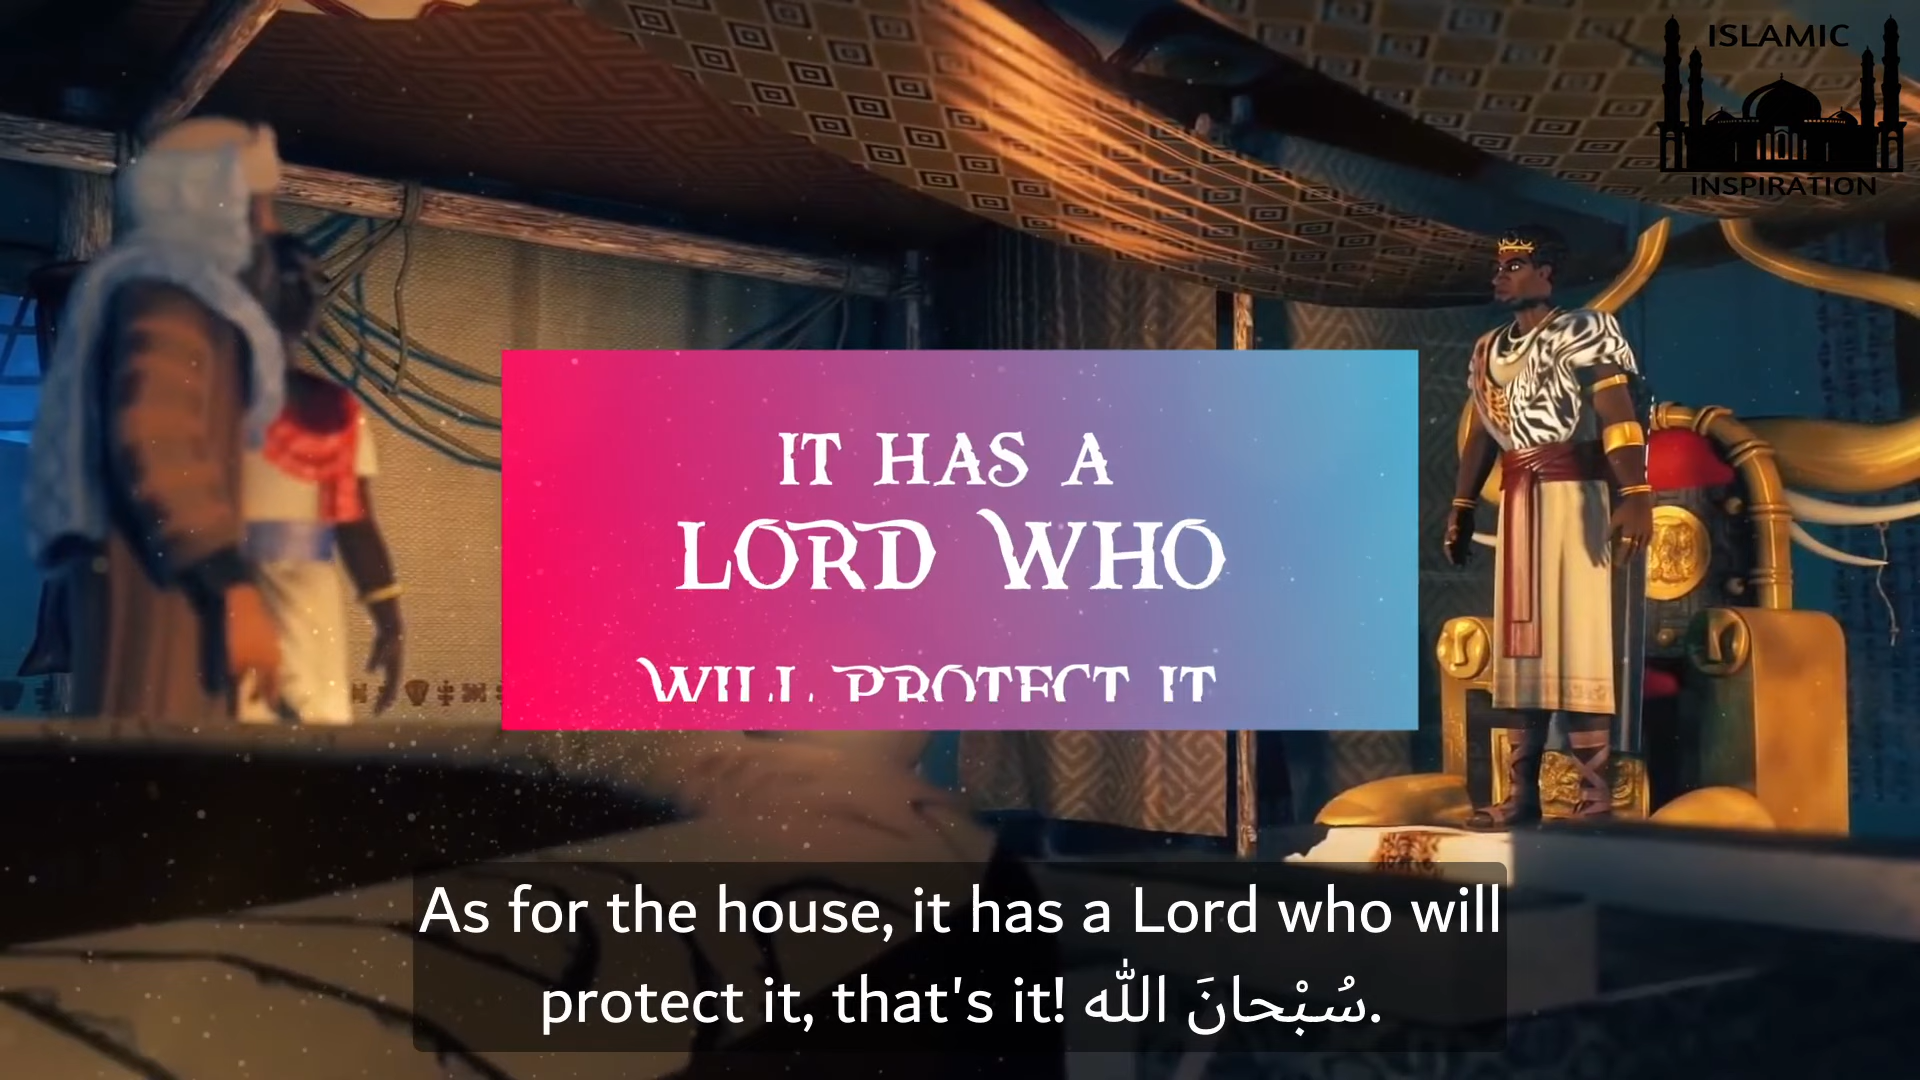 ISLAMIC
INSPIRATION
IT HAS A
LORD WHO
WILL PROTECT IT
As for the house, it has a Lord who will
protect it, that's it! سُبْحانَ اللّٰه.